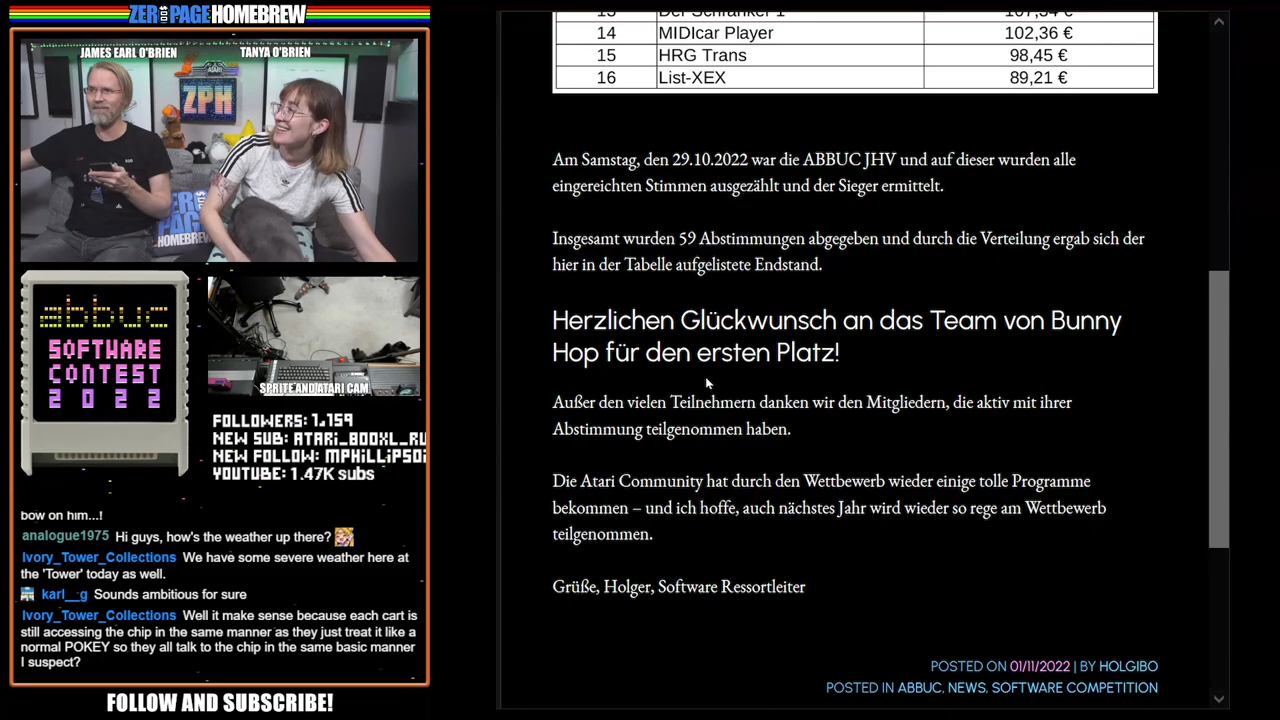 ZEROPAGE HOMEBREW
JAMES EARL O'BRIEN
TANYA O'BRIEN
ATARI
ZPH
abbuc
SOFTWARE
CONTEST
2022
SPRITE AND ATARI CAM
FOLLOWERS: 1,159
NEW SUB: ATARI_800XL_RU
NEW FOLLOW: MPHILLIPSOI
YOUTUBE: 1.47K subs
bow on him...!
analogue1975 Hi guys, how's the weather up there?
Ivory_Tower_Collections We have some severe weather here at
the 'Tower' today as well.
karl__g Sounds ambitious for sure
Ivory_Tower_Collections Well it make sense because each cart is
still accessing the chip in the same manner as they just treat it like a
normal POKEY so they all talk to the chip in the same basic manner
I suspect?
FOLLOW AND SUBSCRIBE!
14 MIDIcar Player 102,36 €
15 HRG Trans 98,45 €
16 List-XEX 89,21 €
Am Samstag, den 29.10.2022 war die ABBUC JHV und auf dieser wurden alle
eingereichten Stimmen ausgezählt und der Sieger ermittelt.
Insgesamt wurden 59 Abstimmungen abgegeben und durch die Verteilung ergab sich der
hier in der Tabelle aufgelistete Endstand.
Herzlichen Glückwunsch an das Team von Bunny
Hop für den ersten Platz!
Außer den vielen Teilnehmern danken wir den Mitgliedern, die aktiv mit ihrer
Abstimmung teilgenommen haben.
Die Atari Community hat durch den Wettbewerb wieder einige tolle Programme
bekommen – und ich hoffe, auch nächstes Jahr wird wieder so rege am Wettbewerb
teilgenommen.
Grüße, Holger, Software Ressortleiter
POSTED ON 01/11/2022 | BY HOLGIBO
POSTED IN ABBUC, NEWS, SOFTWARE COMPETITION